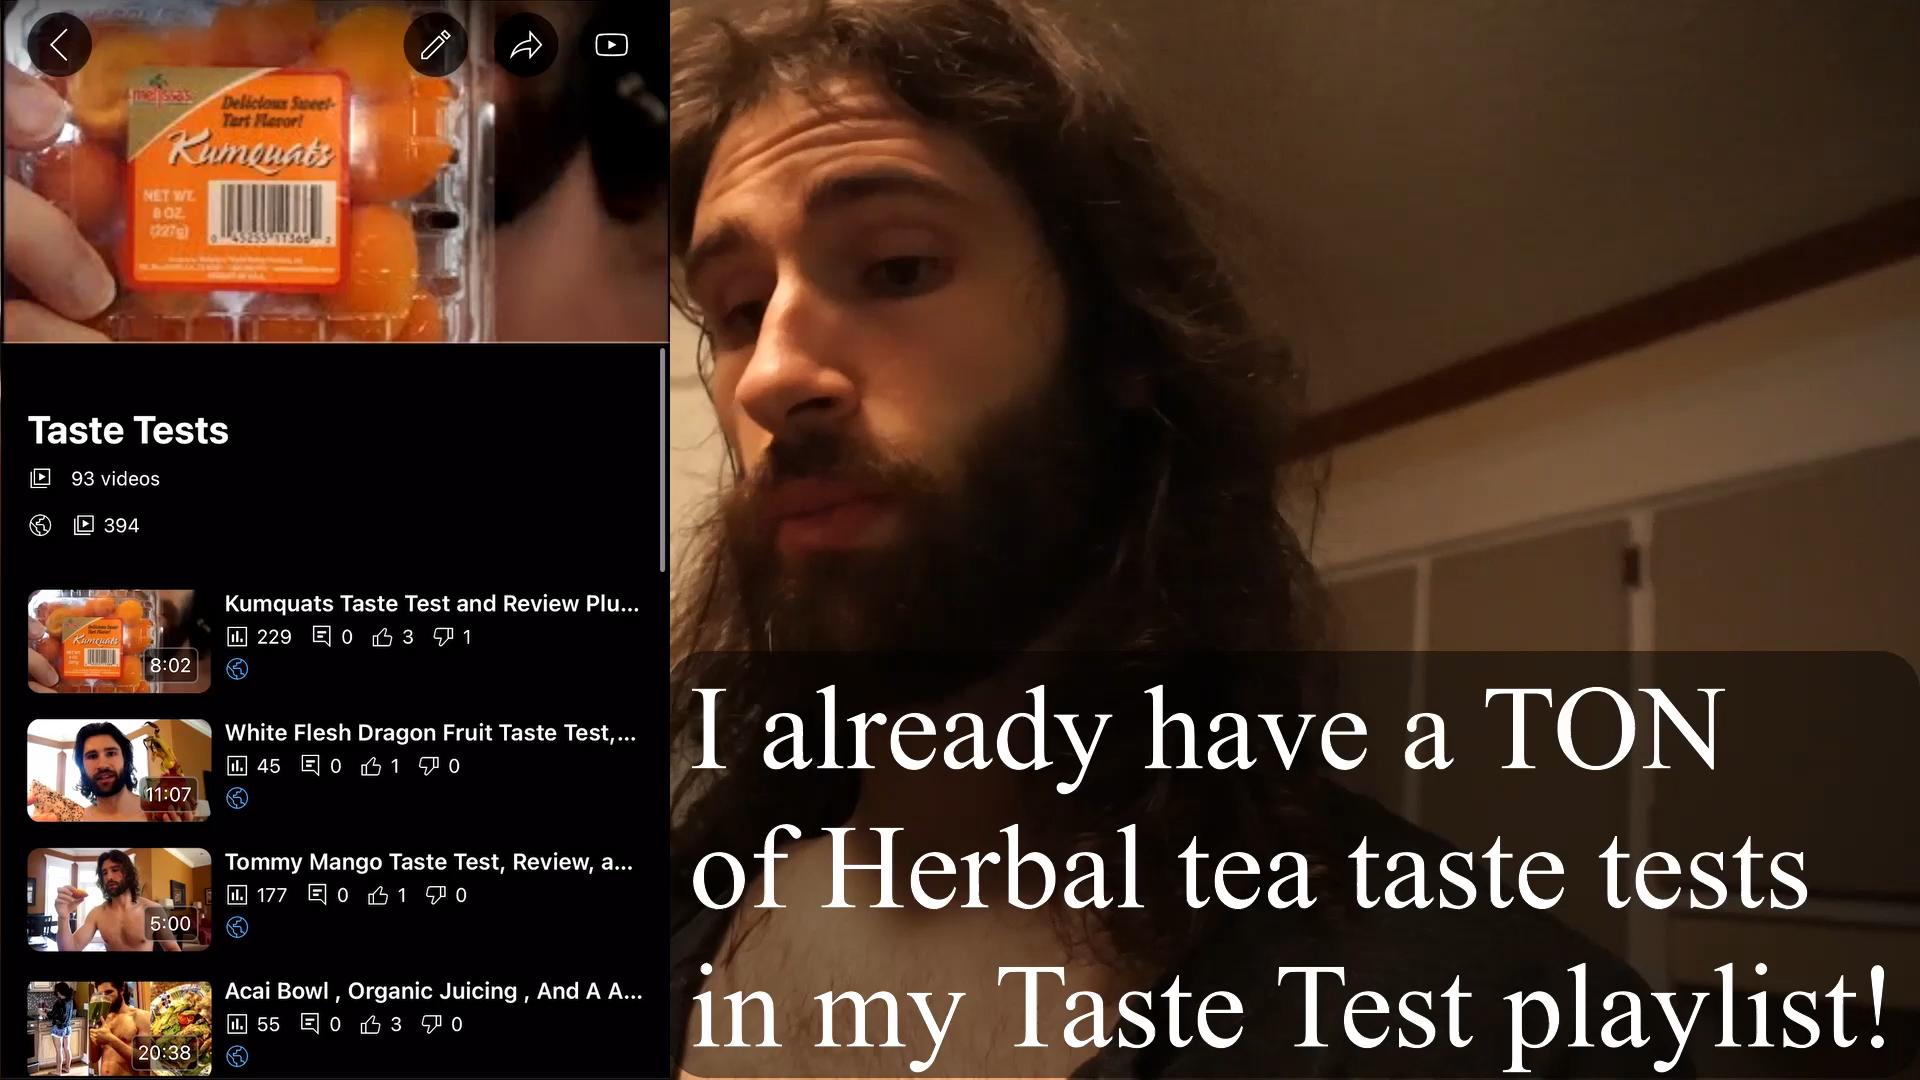 melissa's
Delicious Sweet-
Tart Flavor!
Kumquats
NET WT.
8 OZ.
(227g)
Taste Tests
93 videos
394
Kumquats Taste Test and Review Plu...
229 0 3 1
8:02
White Flesh Dragon Fruit Taste Test,...
45 0 1 0
11:07
Tommy Mango Taste Test, Review, a...
177 0 1 0
5:00
Acai Bowl , Organic Juicing , And A A...
55 0 3 0
20:38
I already have a TON
of Herbal tea taste tests
in my Taste Test playlist!